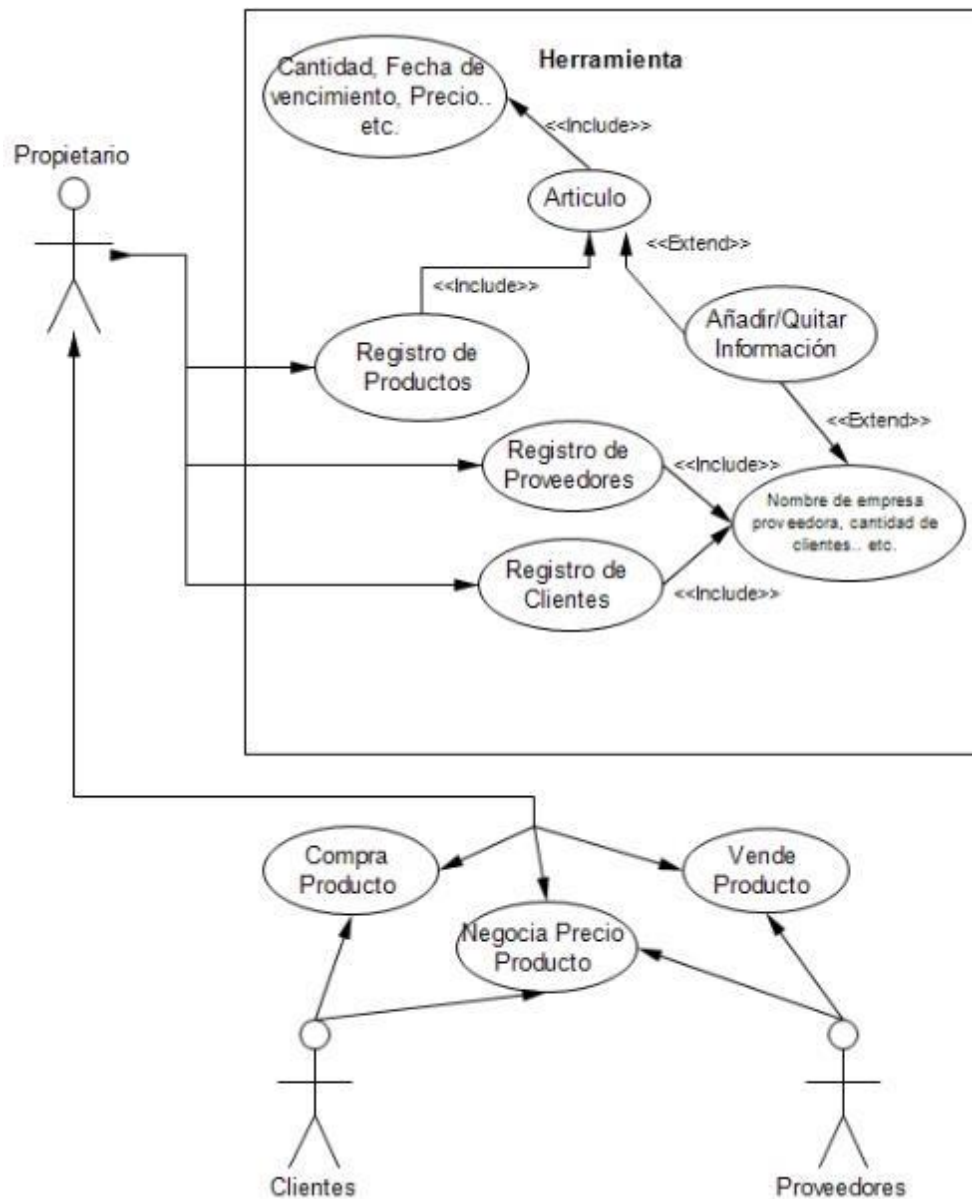 Herramienta
Cantidad, Fecha de
vencimiento, Precio..
etc.
<<Include>>
Propietario
Articulo
<<Extend>>
<<Include>>
Añadir/Quitar
Información
Registro de
Productos
<<Extend>>
Registro de
Proveedores
<<Include>>
Nombre de empresa
proveedora, cantidad de
clientes.. etc.
Registro de
Clientes
<<Include>>
Compra
Producto
Vende
Producto
Negocia Precio
Producto
Clientes
Proveedores